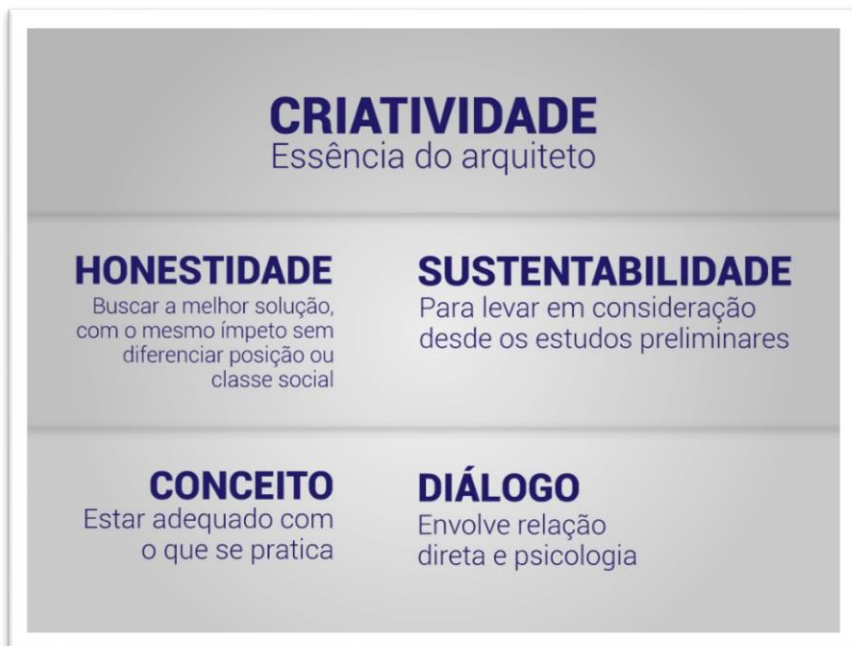 CRIATIVIDADE
Essência do arquiteto
HONESTIDADE
Buscar a melhor solução,
com o mesmo ímpeto sem
diferenciar posição ou
classe social
SUSTENTABILIDADE
Para levar em consideração
desde os estudos preliminares
CONCEITO
Estar adequado com
o que se pratica
DIÁLOGO
Envolve relação
direta e psicologia